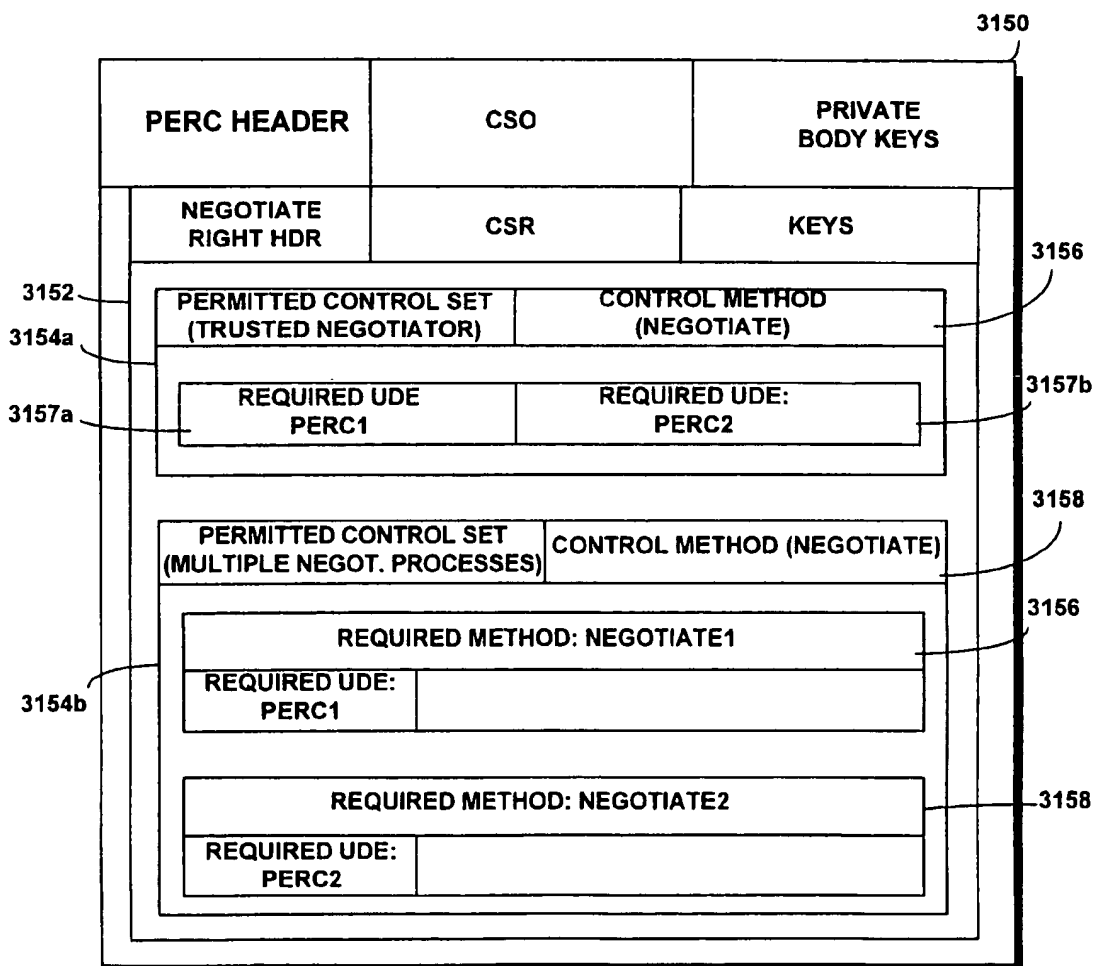 3150
PERC HEADER
CSO
PRIVATE
BODY KEYS
NEGOTIATE
RIGHT HDR
CSR
KEYS
3156
3152
PERMITTED CONTROL SET
(TRUSTED NEGOTIATOR)
CONTROL METHOD
(NEGOTIATE)
3154a
3157a
REQUIRED UDE
PERC1
REQUIRED UDE:
PERC2
3157b
3158
PERMITTED CONTROL SET
(MULTIPLE NEGOT. PROCESSES)
CONTROL METHOD (NEGOTIATE)
3156
REQUIRED METHOD: NEGOTIATE1
3154b
REQUIRED UDE:
PERC1
REQUIRED METHOD: NEGOTIATE2
3158
REQUIRED UDE:
PERC2